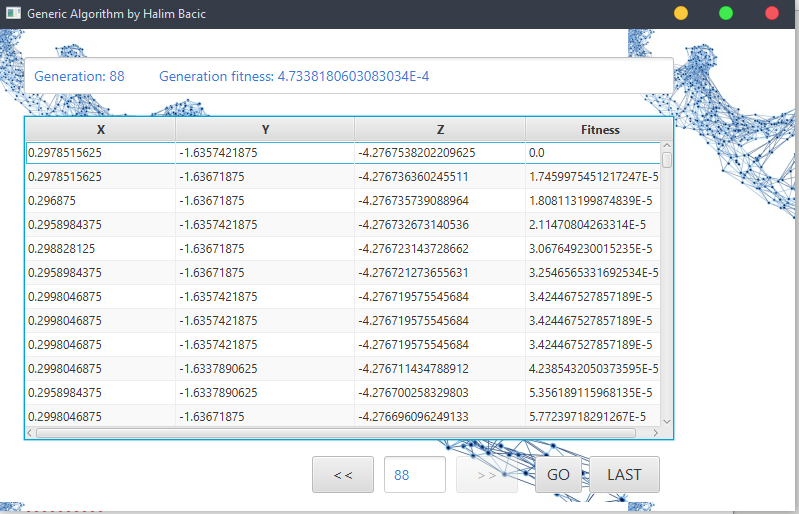 Generic Algorithm by Halim Bacic
Generation: 88 Generation fitness: 4.7338180603083034E-4
X Y Z Fitness
0.2978515625 -1.6357421875 -4.2767538202209625 0.0
0.2978515625 -1.63671875 -4.276736360245511 1.7459975451217247E-5
0.296875 -1.63671875 -4.276735739088964 1.808113199874839E-5
0.2958984375 -1.6357421875 -4.276732673140536 2.11470804263314E-5
0.298828125 -1.63671875 -4.276723143728662 3.067649230015235E-5
0.2958984375 -1.63671875 -4.276721273655631 3.2546565331692534E-5
0.2998046875 -1.6357421875 -4.276719575545684 3.424467527857189E-5
0.2998046875 -1.6357421875 -4.276719575545684 3.424467527857189E-5
0.2998046875 -1.6357421875 -4.276719575545684 3.424467527857189E-5
0.2998046875 -1.6337890625 -4.276711434788912 4.2385432050373595E-5
0.2958984375 -1.6337890625 -4.276700258329803 5.356189115968135E-5
0.2998046875 -1.63671875 -4.276696096249133 5.77239718291267E-5
<< 88 >> GO LAST